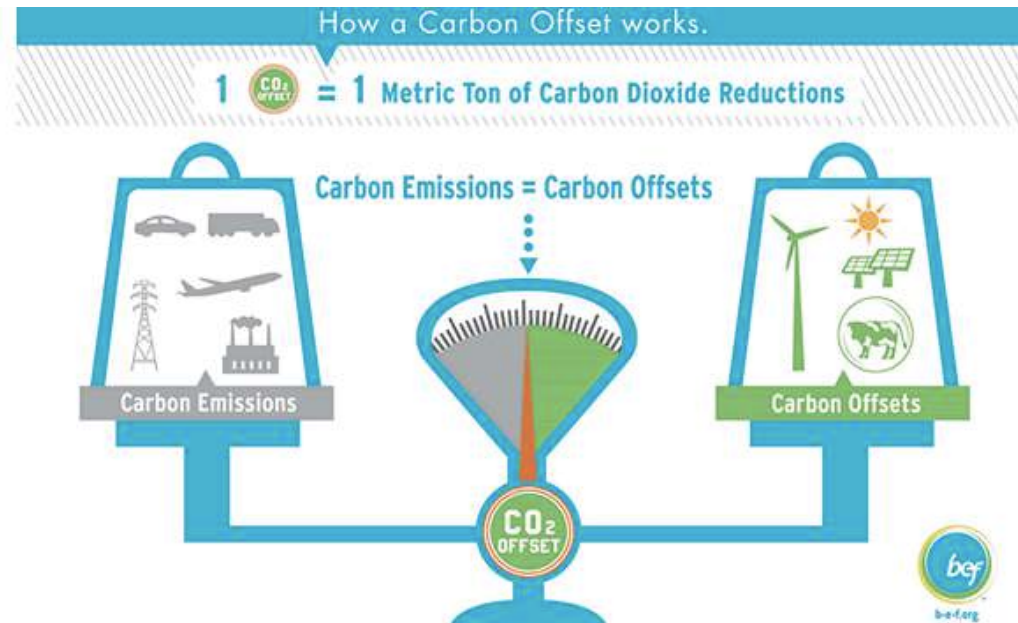 How a Carbon Offset works.
1 CO2 OFFSET = 1 Metric Ton of Carbon Dioxide Reductions
Carbon Emissions = Carbon Offsets
Carbon Emissions
Carbon Offsets
CO2
OFFSET
bef
b-e-f.org